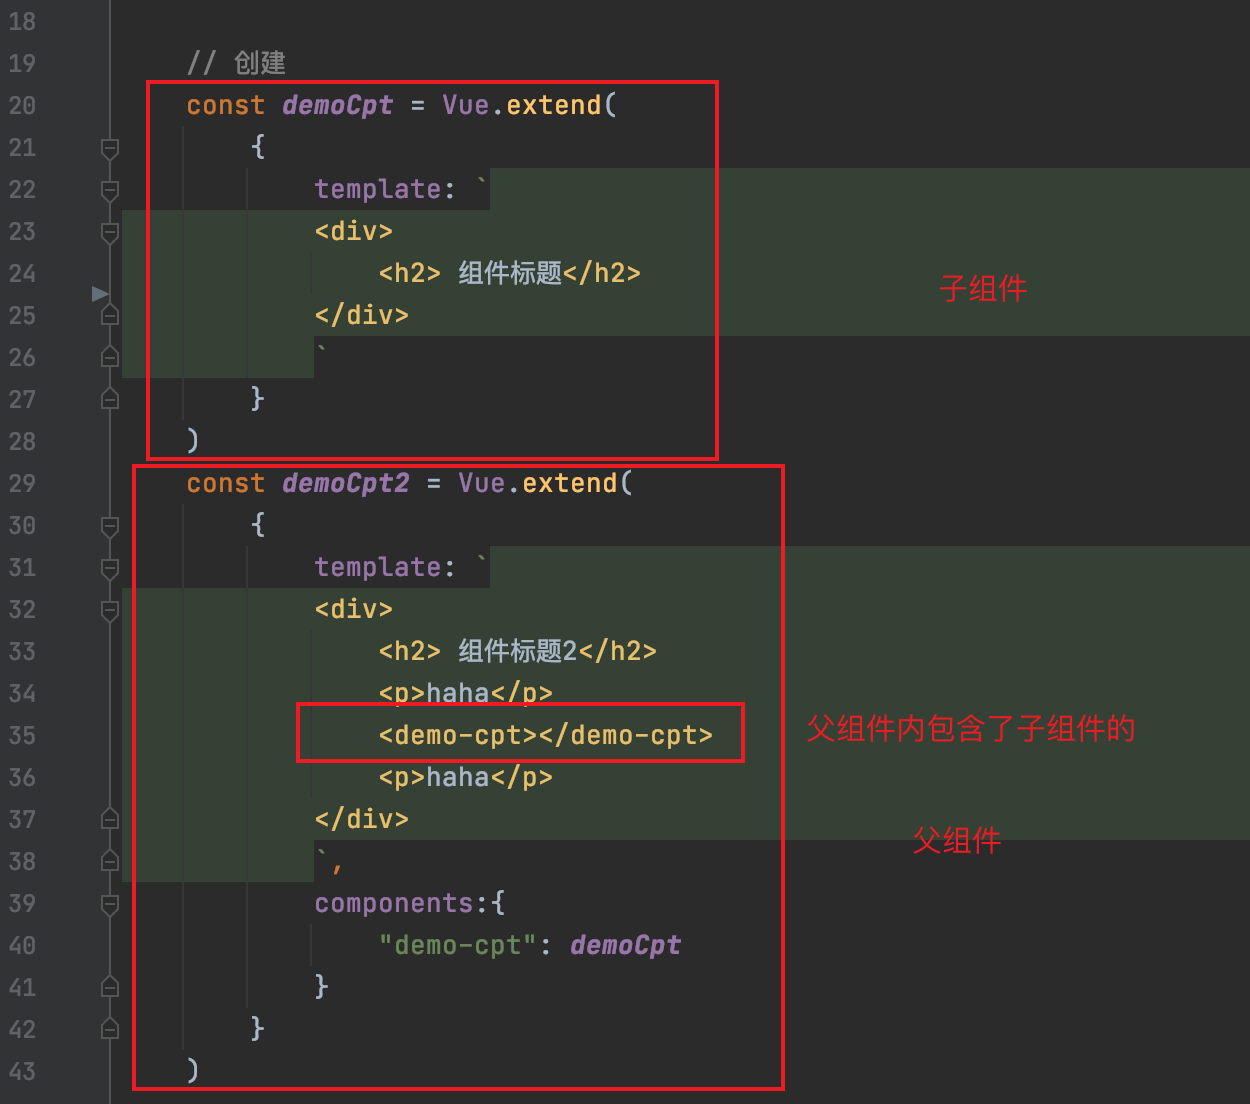 18
19 // 创建
20 const demoCpt = Vue.extend(
21 {
22 template: `
23 <div>
24 <h2> 组件标题</h2>
子组件
25 </div>
26 `
27 }
28 )
29 const demoCpt2 = Vue.extend(
30 {
31 template: `
32 <div>
33 <h2> 组件标题2</h2>
34 <p>haha</p>
35 <demo-cpt></demo-cpt>
父组件内包含了子组件的
36 <p>haha</p>
37 </div>
父组件
38 `,
39 components:{
40 "demo-cpt": demoCpt
41 }
42 }
43 )